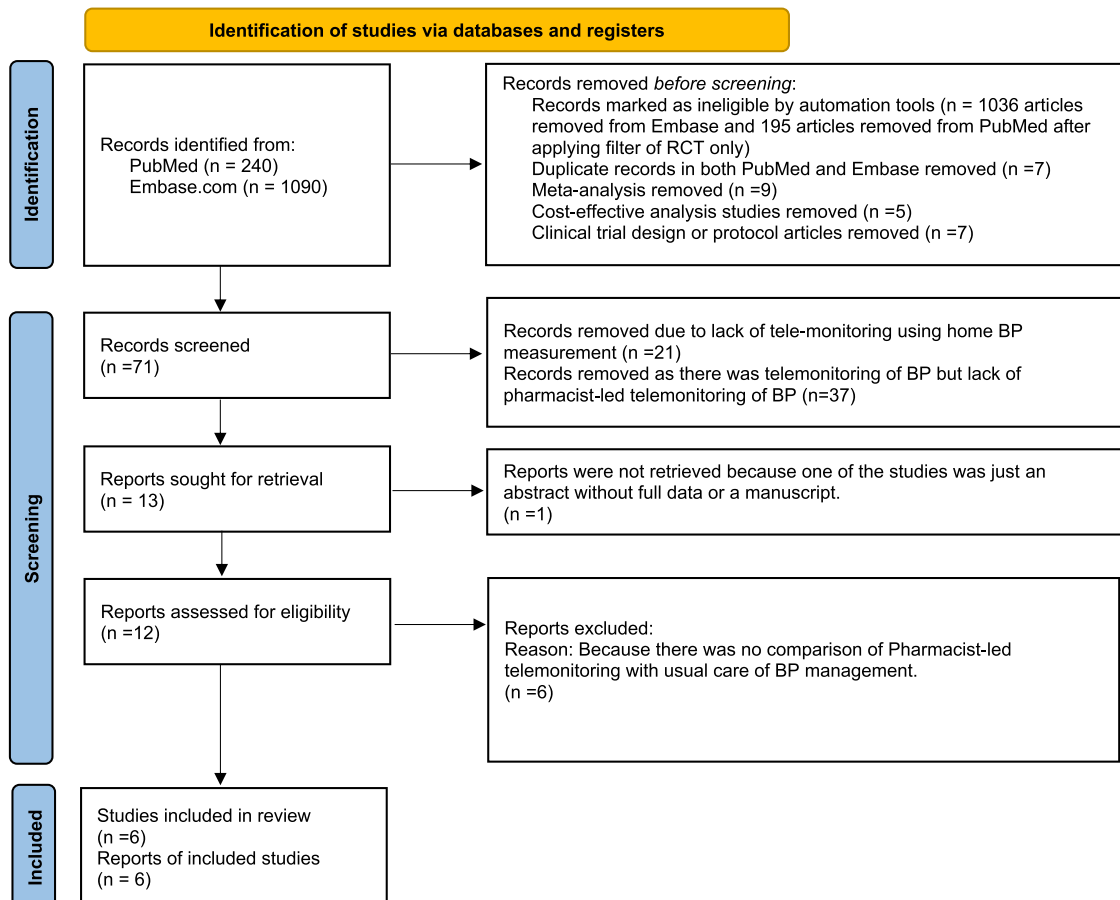 Identification of studies via databases and registers
Identification
Records identified from:
PubMed (n = 240)
Embase.com (n = 1090)
Records removed before screening:
Records marked as ineligible by automation tools (n = 1036 articles
removed from Embase and 195 articles removed from PubMed after
applying filter of RCT only)
Duplicate records in both PubMed and Embase removed (n =7)
Meta-analysis removed (n =9)
Cost-effective analysis studies removed (n =5)
Clinical trial design or protocol articles removed (n =7)
Screening
Records screened
(n =71)
Records removed due to lack of tele-monitoring using home BP
measurement (n =21)
Records removed as there was telemonitoring of BP but lack of
pharmacist-led telemonitoring of BP (n=37)
Reports sought for retrieval
(n = 13)
Reports were not retrieved because one of the studies was just an
abstract without full data or a manuscript.
(n =1)
Reports assessed for eligibility
(n =12)
Reports excluded:
Reason: Because there was no comparison of Pharmacist-led
telemonitoring with usual care of BP management.
(n =6)
Included
Studies included in review
(n =6)
Reports of included studies
(n = 6)